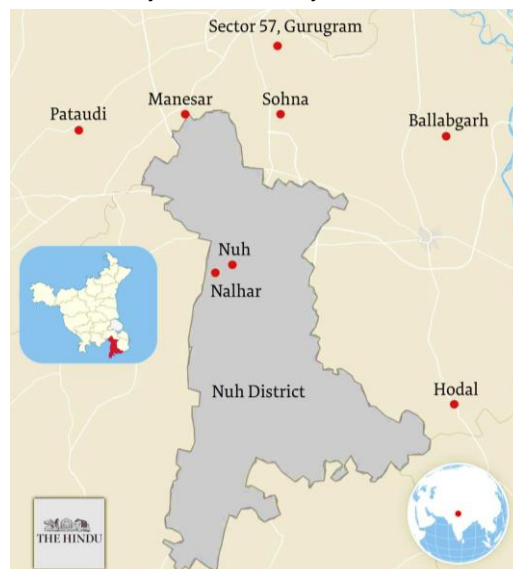 Sector 57, Gurugram
Manesar
Sohna
Pataudi
Ballabgarh
Nuh
Nalhar
Nuh District
Hodal
THE HINDU